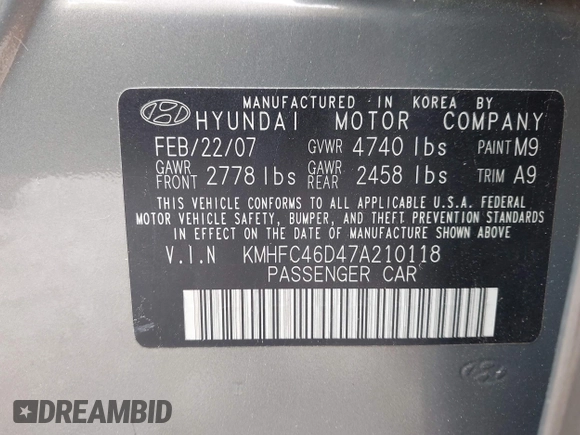 MANUFACTURED IN KOREA BY
HYUNDAI MOTOR COMPANY
FEB/22/07 GVWR 4740 lbs PAINT M9
GAWR FRONT 2778 lbs GAWR REAR 2458 lbs TRIM A9
THIS VEHICLE CONFORMS TO ALL APPLICABLE U.S.A. FEDERAL
MOTOR VEHICLE SAFETY, BUMPER, AND THEFT PREVENTION STANDARDS
IN EFFECT ON THE DATE OF MANUFACTURE SHOWN ABOVE
V.I.N KMHFC46D47A210118
PASSENGER CAR
DREAMBID